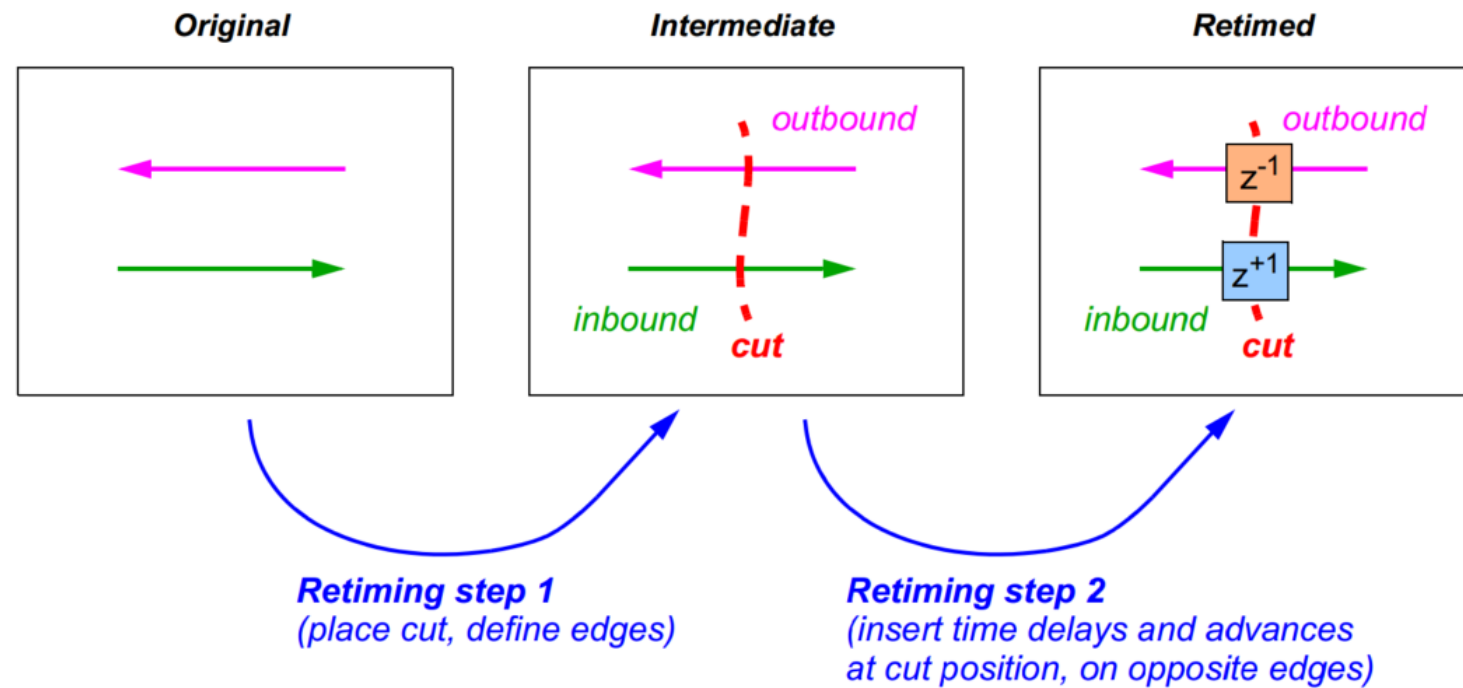 Original
Intermediate
Retimed
outbound
inbound
cut
outbound
z-1
z+1
inbound
cut
Retiming step 1
(place cut, define edges)
Retiming step 2
(insert time delays and advances
at cut position, on opposite edges)